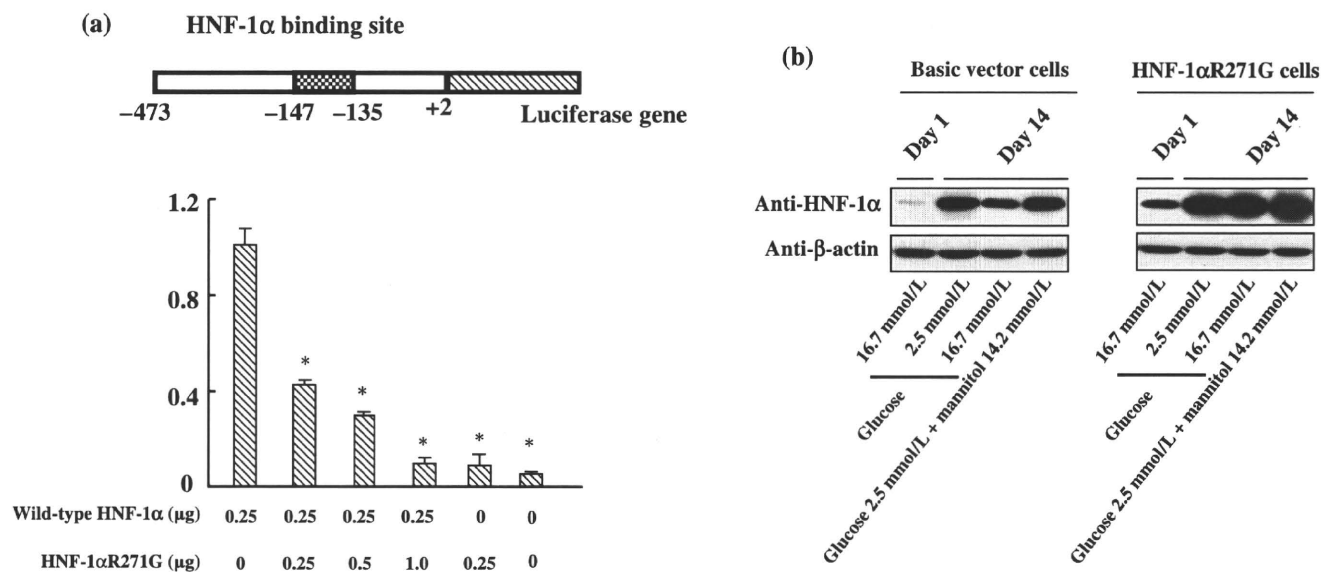 (a)
HNF-1α binding site
−473 −147 −135 +2 Luciferase gene
1.2
0.8
0.4
0
* * * * *
Wild-type HNF-1α (μg) 0.25 0.25 0.25 0.25 0 0
HNF-1αR271G (μg) 0 0.25 0.5 1.0 0.25 0
(b)
Basic vector cells HNF-1αR271G cells
Day 1 Day 14 Day 1 Day 14
Anti-HNF-1α
Anti-β-actin
16.7 mmol/L
2.5 mmol/L
16.7 mmol/L
Glucose 2.5 mmol/L + mannitol 14.2 mmol/L
Glucose
16.7 mmol/L
2.5 mmol/L
16.7 mmol/L
Glucose 2.5 mmol/L + mannitol 14.2 mmol/L
Glucose